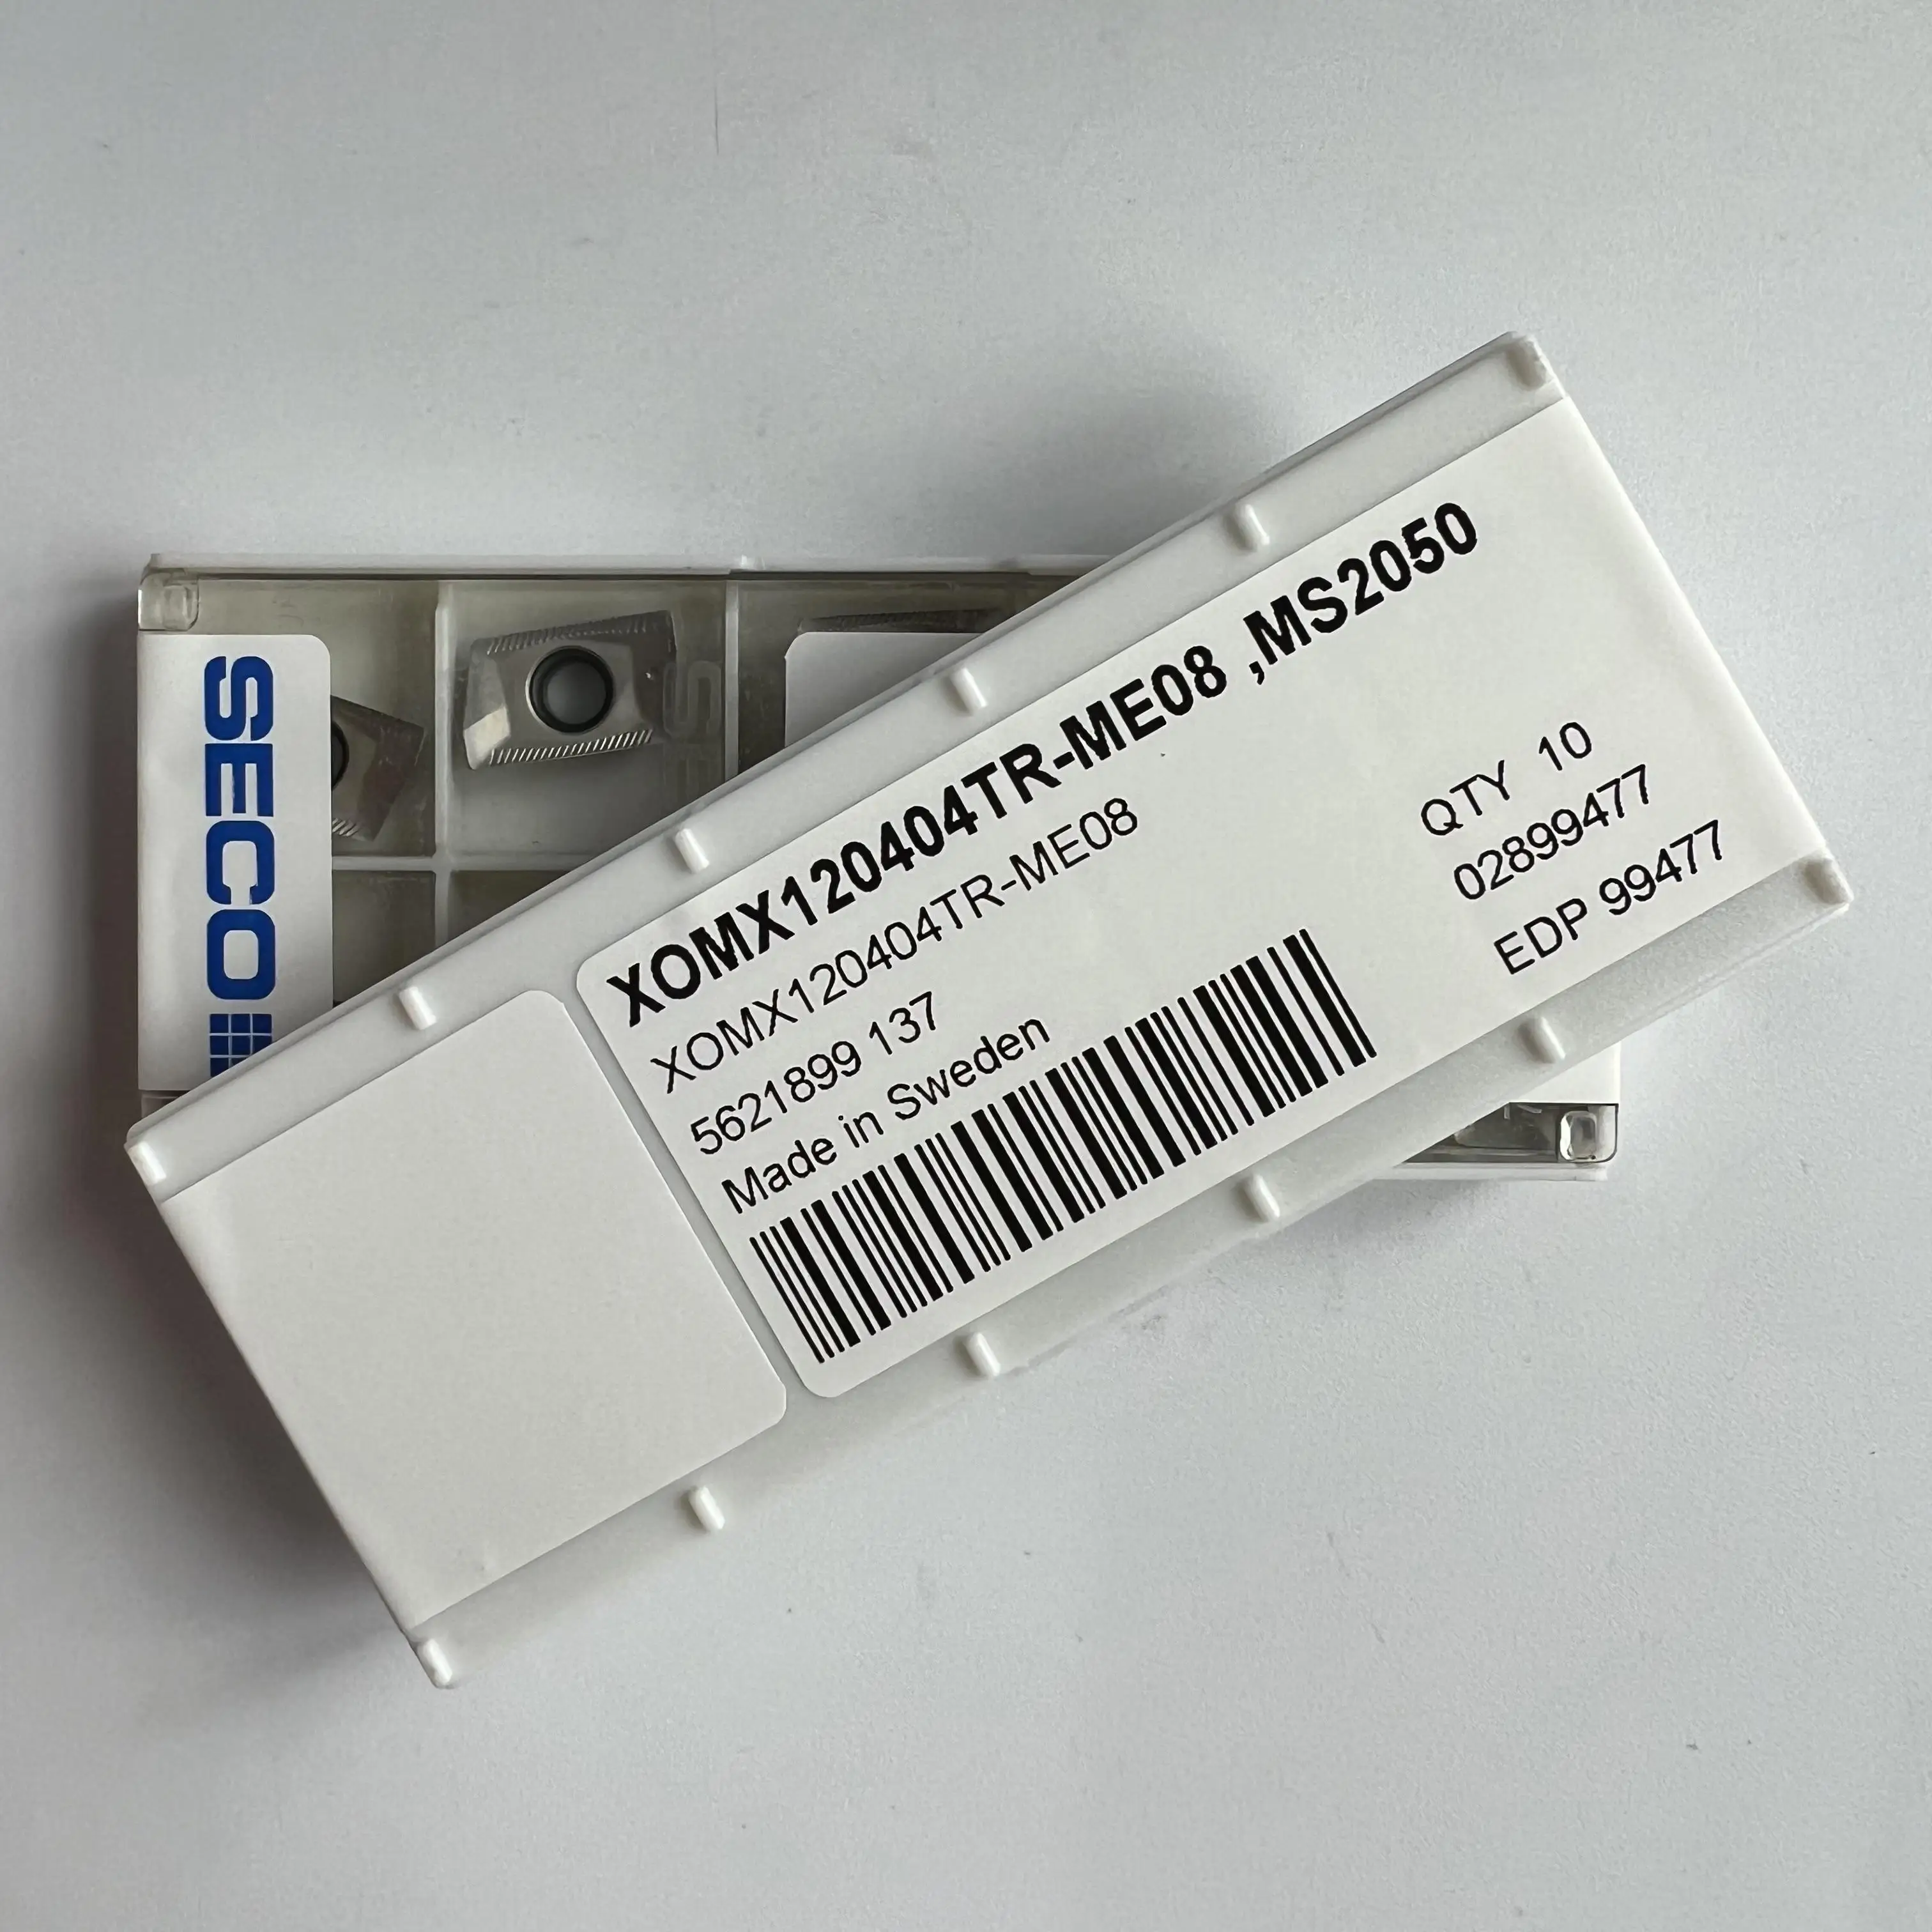 SECO
XOMX120404TR-ME08 ,MS2050
XOMX120404TR-ME08
5621899 137
Made in Sweden
QTY 10
02899477
EDP 99477